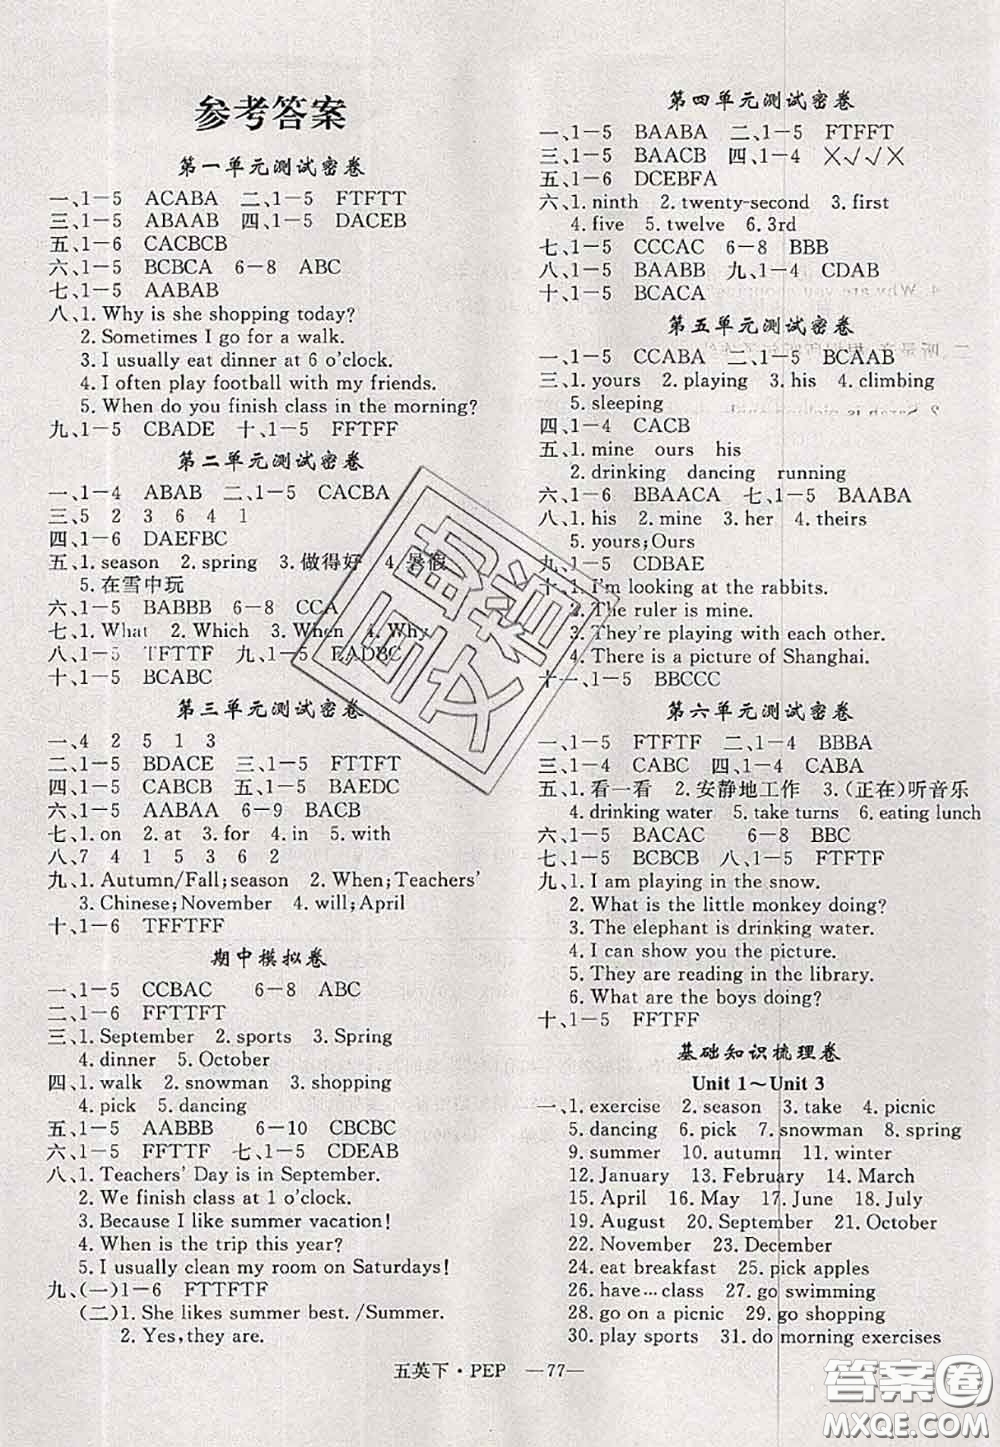 参考答案
第一单元测试密卷
一、1－5 ACABA 二、1－5 FTFTT
三、1－5 ABAAB 四、1－5 DACEB
五、1－6 CACBCB
六、1－5 BCBCA 6－8 ABC
七、1－5 AABAB
八、1. Why is she shopping today?
2. Sometimes I go for a walk.
3. I usually eat dinner at 6 o'clock.
4. I often play football with my friends.
5. When do you finish class in the morning?
九、1－5 CBADE 十、1－5 FFTFF
第二单元测试密卷
一、1－4 ABAB 二、1－5 CACBA
三、5 2 3 6 4 1
四、1－6 DAEFBC
五、1. season 2. spring 3. 做得好 4. 暑假
5. 在雪中玩
六、1－5 BABBB 6－8 CCA
七、1. What 2. Which 3. When 4. Why
八、1－5 TFTTF 九、1－5 EADBC
十、1－5 BCABC
第三单元测试密卷
一、4 2 5 1 3
二、1－5 BDACE 三、1－5 FTTFT
四、1－5 CABCB 五、1－5 BAEDC
六、1－5 AABAA 6－9 BACB
七、1. on 2. at 3. for 4. in 5. with
八、7 4 1 5 3 6 2
九、1. Autumn/Fall;season 2. When;Teachers'
3. Chinese;November 4. will;April
十、1－6 TFFTFF
期中模拟卷
一、1－5 CCBAC 6－8 ABC
二、1－6 FFTTFT
三、1. September 2. sports 3. Spring
4. dinner 5. October
四、1. walk 2. snowman 3. shopping
4. pick 5. dancing
五、1－5 AABBB 6－10 CBCBC
六、1－5 FFTTF 七、1－5 CDEAB
八、1. Teachers' Day is in September.
2. We finish class at 1 o'clock.
3. Because I like summer vacation!
4. When is the trip this year?
5. I usually clean my room on Saturdays!
九、(一)1－6 FTTFTF
(二)1. She likes summer best. /Summer.
2. Yes,they are.
第四单元测试密卷
一、1－5 BAABA 二、1－5 FTFFT
三、1－5 BAACB 四、1－4 ×√√×
五、1－6 DCEBFA
六、1. ninth 2. twenty-second 3. first
4. five 5. twelve 6. 3rd
七、1－5 CCCAC 6－8 BBB
八、1－5 BAABB 九、1－4 CDAB
十、1－5 BCACA
第五单元测试密卷
一、1－5 CCABA 二、1－5 BCAAB
三、1. yours 2. playing 3. his 4. climbing
5. sleeping
四、1－4 CACB
五、1. mine ours his
2. drinking dancing running
六、1－6 BBAACA 七、1－5 BAABA
八、1. his 2. mine 3. her 4. theirs
5. yours;Ours
九、1－5 CDBAE
十、1. I'm looking at the rabbits.
2. The ruler is mine.
3. They're playing with each other.
4. There is a picture of Shanghai.
十一、1－5 BBCCC
第六单元测试密卷
一、1－5 FTFTF 二、1－4 BBBA
三、1－4 CABC 四、1－4 CABA
五、1. 看一看 2. 安静地工作 3. (正在)听音乐
4. drinking water 5. take turns 6. eating lunch
六、1－5 BACAC 6－8 BBC
七、1－5 BCBCB 八、1－5 FTFTF
九、1. I am playing in the snow.
2. What is the little monkey doing?
3. The elephant is drinking water.
4. I can show you the picture.
5. They are reading in the library.
6. What are the boys doing?
十、1－5 FFTFF
基础知识梳理卷
Unit 1～Unit 3
一、1. exercise 2. season 3. take 4. picnic
5. dancing 6. pick 7. snowman 8. spring
9. summer 10. autumn 11. winter
12. January 13. February 14. March
15. April 16. May 17. June 18. July
19. August 20. September 21. October
22. November 23. December
24. eat breakfast 25. pick apples
26. have…class 27. go swimming
28. go on a picnic 29. go shopping
30. play sports 31. do morning exercises
五英下·PEP —77—
答案圈
MXQE.COM